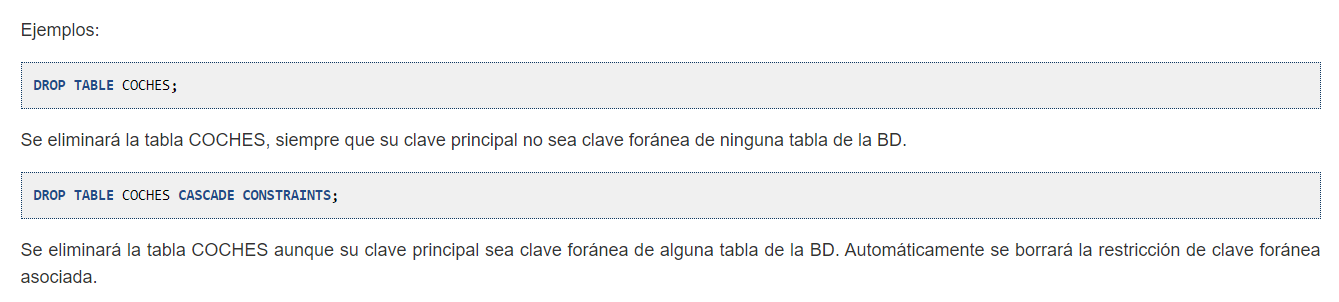 Ejemplos:
DROP TABLE COCHES;
Se eliminará la tabla COCHES, siempre que su clave principal no sea clave foránea de ninguna tabla de la BD.
DROP TABLE COCHES CASCADE CONSTRAINTS;
Se eliminará la tabla COCHES aunque su clave principal sea clave foránea de alguna tabla de la BD. Automáticamente se borrará la restricción de clave foránea
asociada.